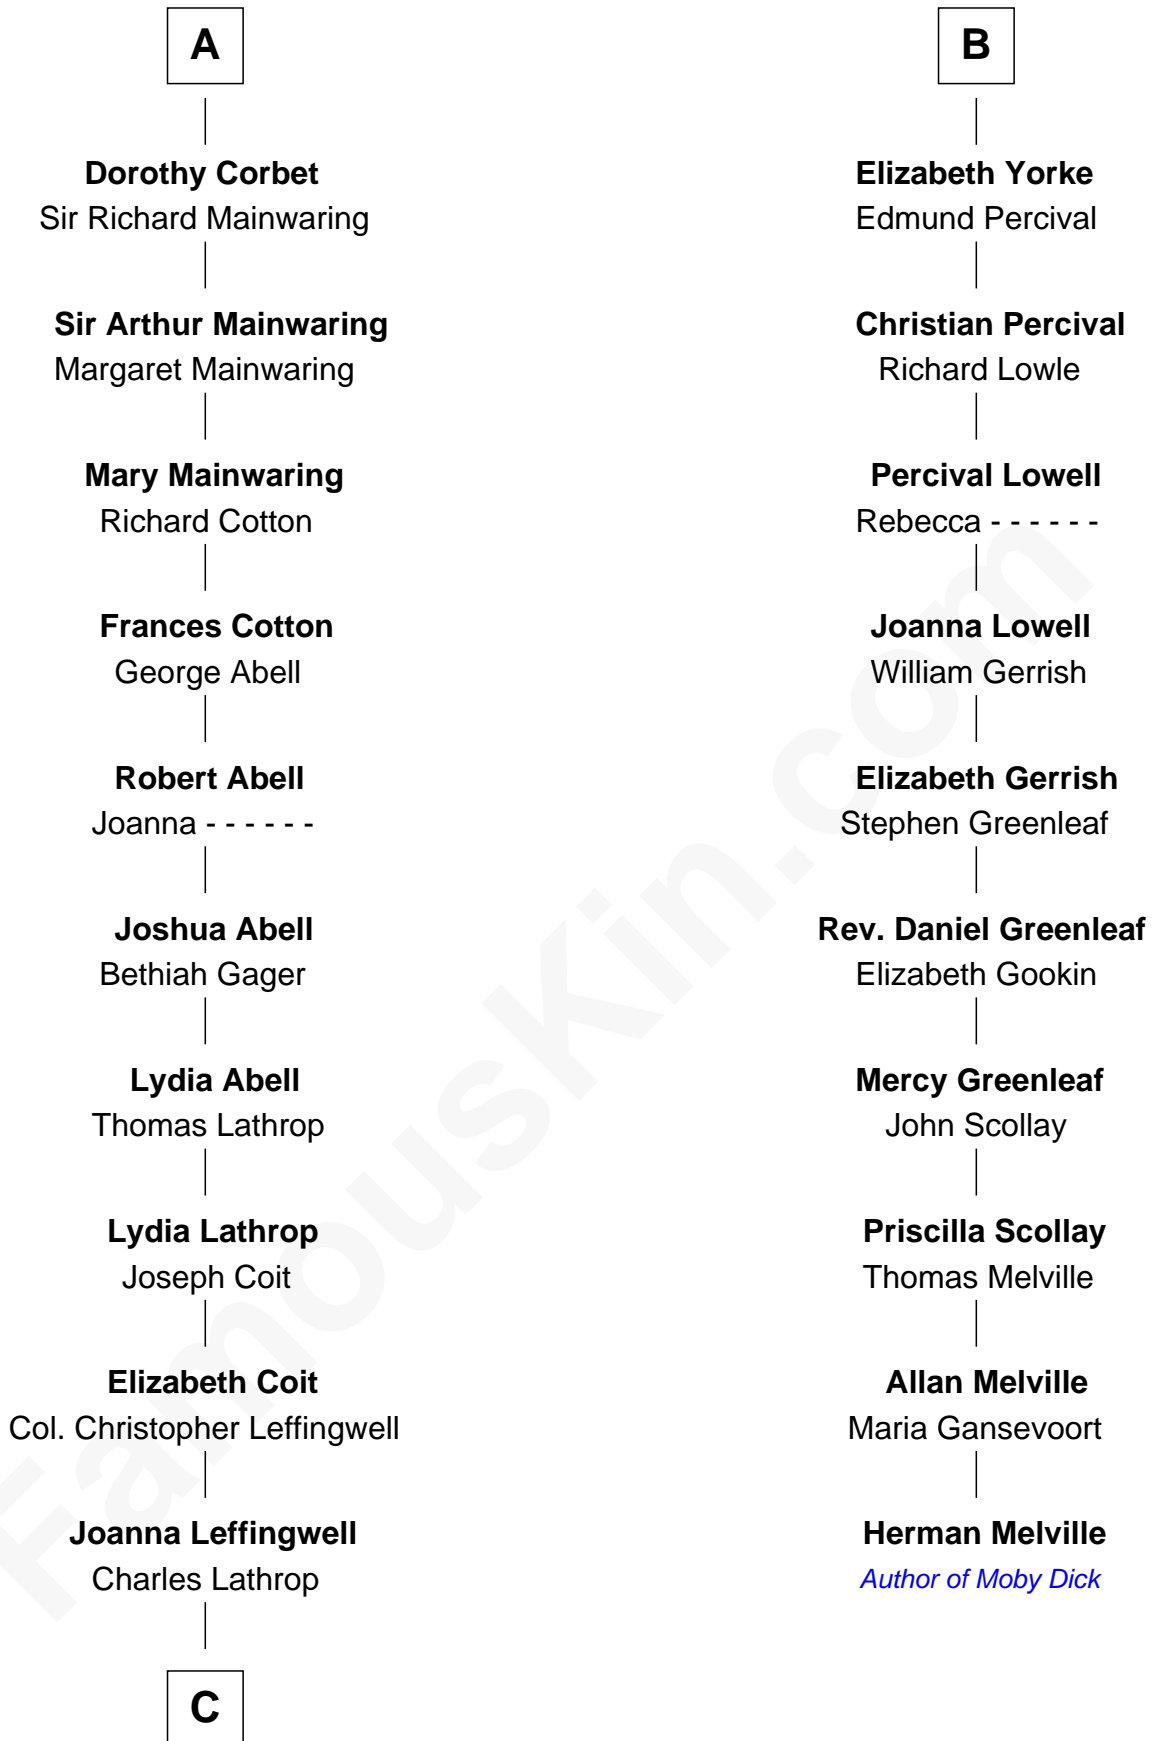 A
Dorothy Corbet
Sir Richard Mainwaring
Sir Arthur Mainwaring
Margaret Mainwaring
Mary Mainwaring
Richard Cotton
Frances Cotton
George Abell
Robert Abell
Joanna - - - - - -
Joshua Abell
Bethiah Gager
Lydia Abell
Thomas Lathrop
Lydia Lathrop
Joseph Coit
Elizabeth Coit
Col. Christopher Leffingwell
Joanna Leffingwell
Charles Lathrop
C
B
Elizabeth Yorke
Edmund Percival
Christian Percival
Richard Lowle
Percival Lowell
Rebecca - - - - - -
Joanna Lowell
William Gerrish
Elizabeth Gerrish
Stephen Greenleaf
Rev. Daniel Greenleaf
Elizabeth Gookin
Mercy Greenleaf
John Scollay
Priscilla Scollay
Thomas Melville
Allan Melville
Maria Gansevoort
Herman Melville
Author of Moby Dick
FamousKin.com